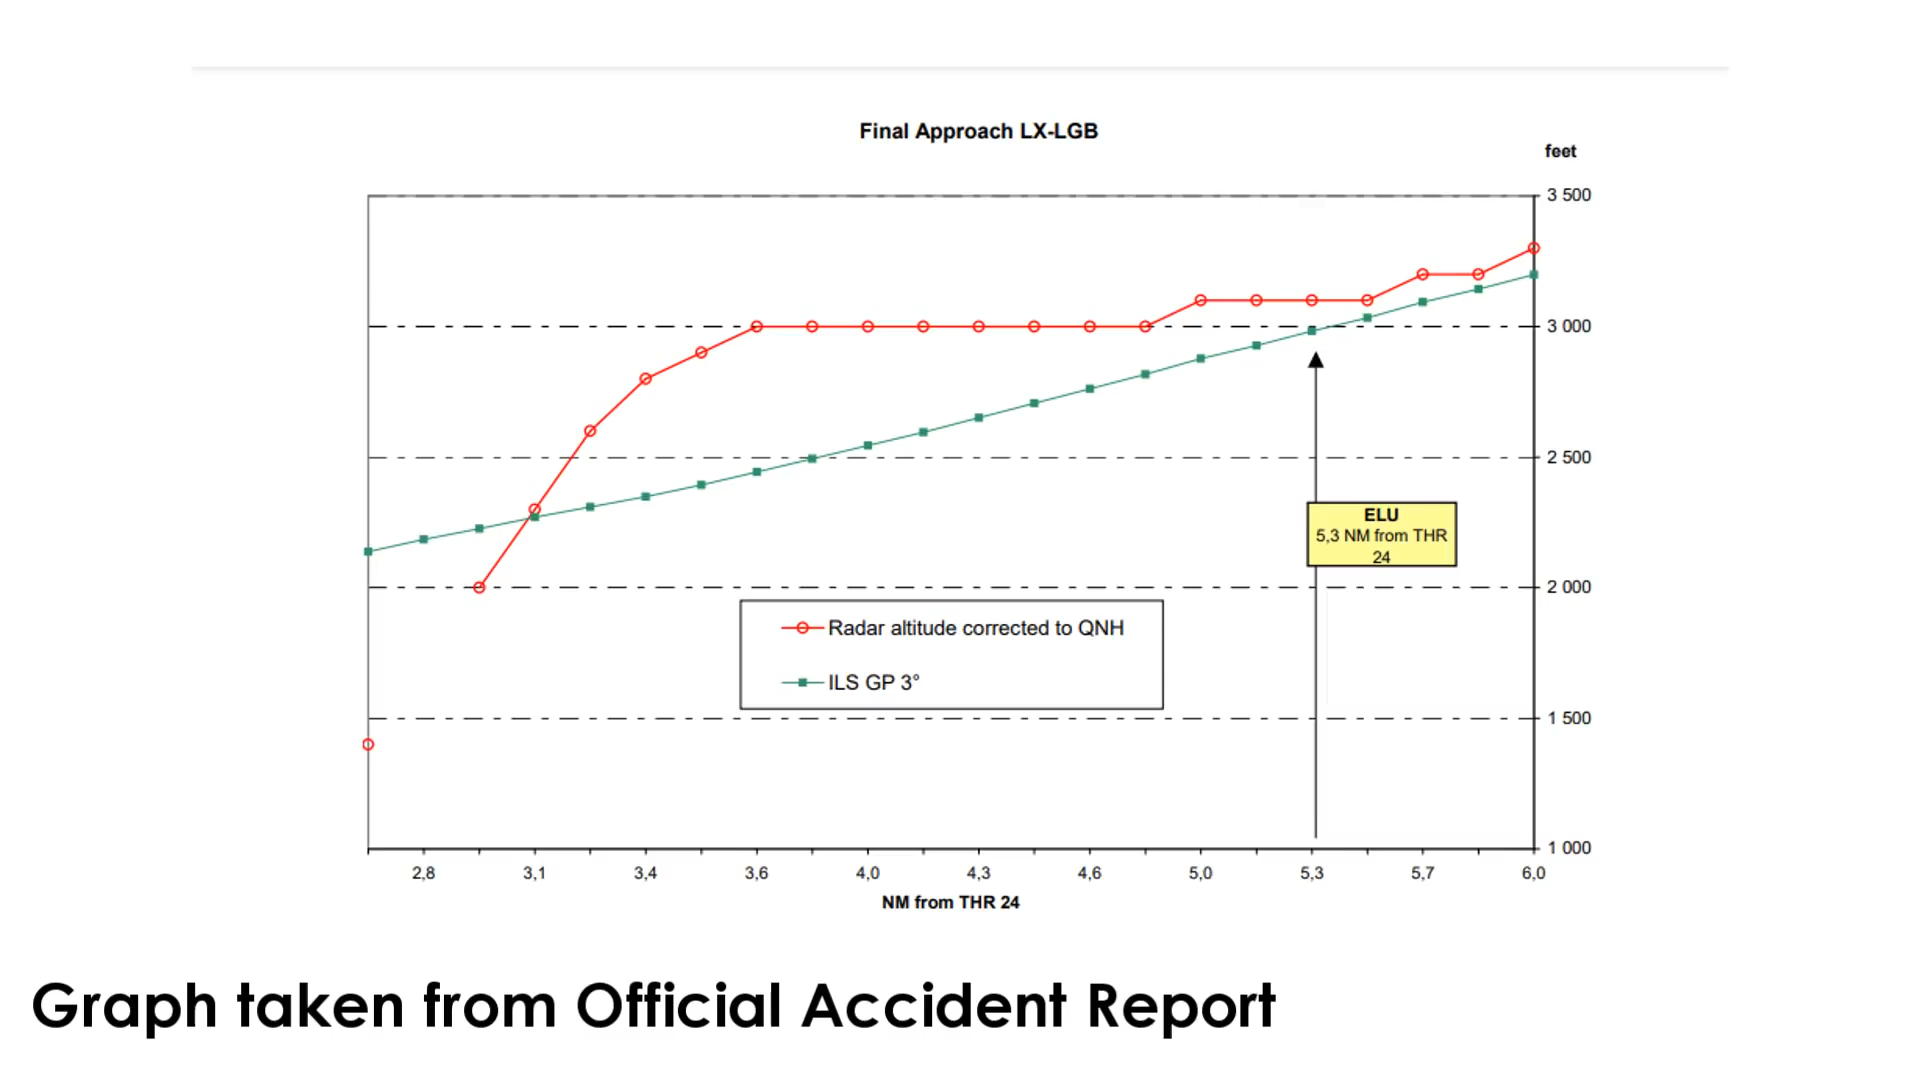 Final Approach LX-LGB
feet
3 500
3 000
2 500
2 000
1 500
1 000
ELU
5,3 NM from THR
24
Radar altitude corrected to QNH
ILS GP 3°
2,8 3,1 3,4 3,6 4,0 4,3 4,6 5,0 5,3 5,7 6,0
NM from THR 24
Graph taken from Official Accident Report